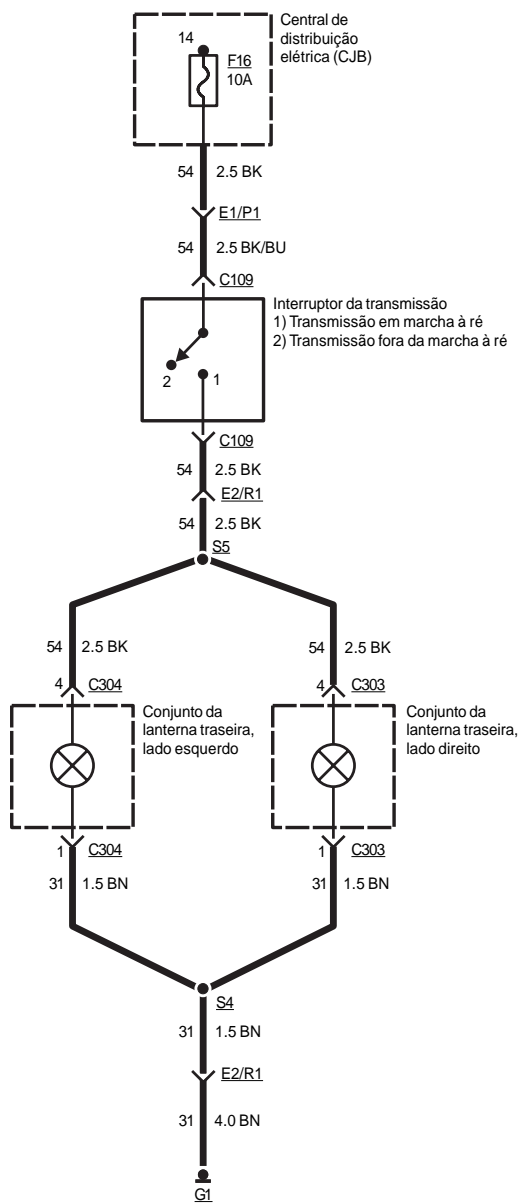 Central de
distribuição
elétrica (CJB)
14
F16
10A
54 2.5 BK
E1/P1
54 2.5 BK/BU
C109
Interruptor da transmissão
1) Transmissão em marcha à ré
2) Transmissão fora da marcha à ré
2 1
C109
54 2.5 BK
E2/R1
54 2.5 BK
S5
54 2.5 BK
54 2.5 BK
4 C304
4 C303
Conjunto da
lanterna traseira,
lado esquerdo
Conjunto da
lanterna traseira,
lado direito
1 C304
1 C303
31 1.5 BN
31 1.5 BN
S4
31 1.5 BN
E2/R1
31 4.0 BN
G1